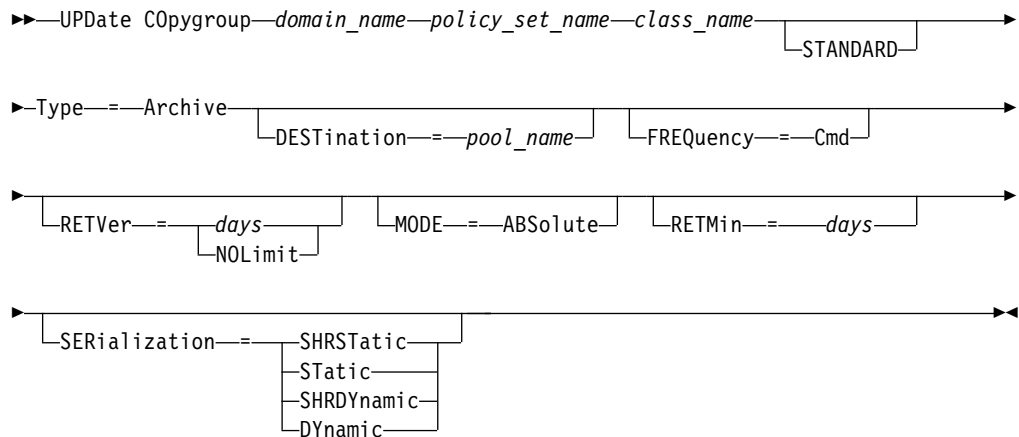 UPDate COpygroup domain_name policy_set_name class_name
STANDARD
Type = Archive
DESTination = pool_name
FREQuency = Cmd
RETVer = days
NOLimit
MODE = ABSolute
RETMin = days
SERialization = SHRSTatic
STatic
SHRDYnamic
DYnamic